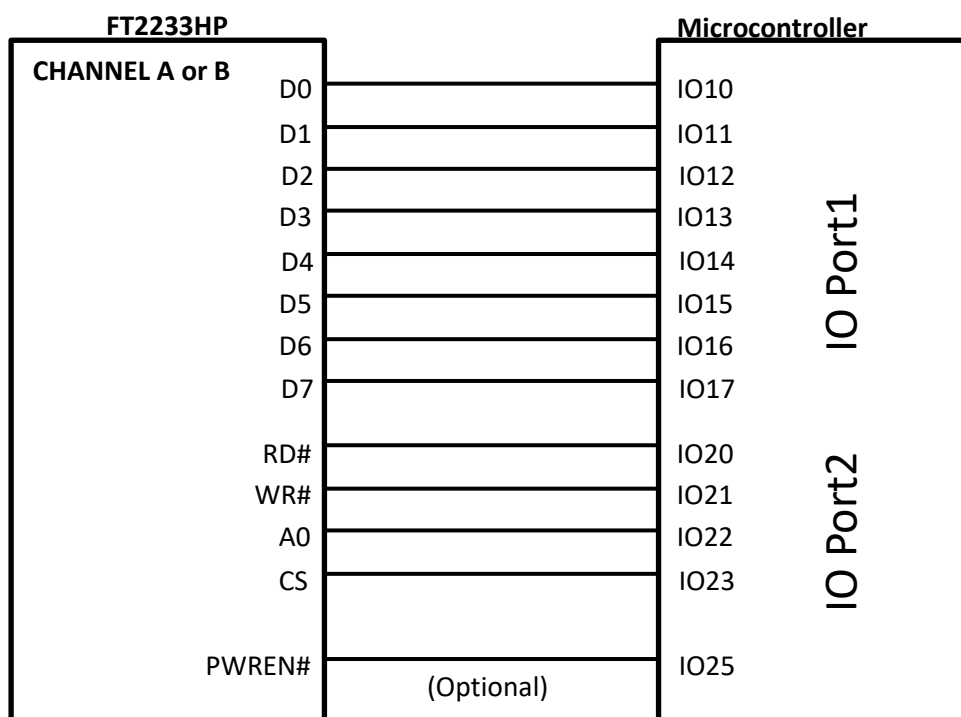 FT2233HP Microcontroller
CHANNEL A or B
D0 IO10
D1 IO11
D2 IO12
D3 IO13
D4 IO14
D5 IO15
D6 IO16
D7 IO17
IO Port1
RD# IO20
WR# IO21
A0 IO22
CS IO23
IO Port2
PWREN# IO25
(Optional)